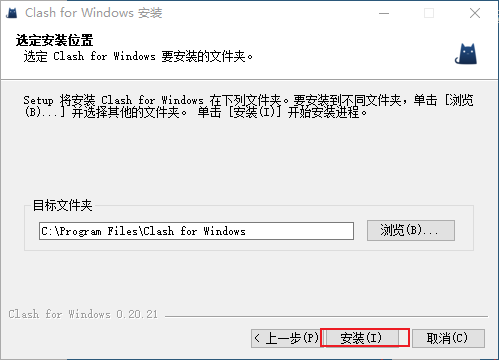 Clash for Windows 安装
选定安装位置
选定 Clash for Windows 要安装的文件夹。
Setup 将安装 Clash for Windows 在下列文件夹。要安装到不同文件夹，单击 [浏览
(B)...] 并选择其他的文件夹。 单击 [安装(I)] 开始安装进程。
目标文件夹
C:\Program Files\Clash for Windows
浏览(B)...
Clash for Windows 0.20.21
< 上一步(P)
安装(I)
取消(C)